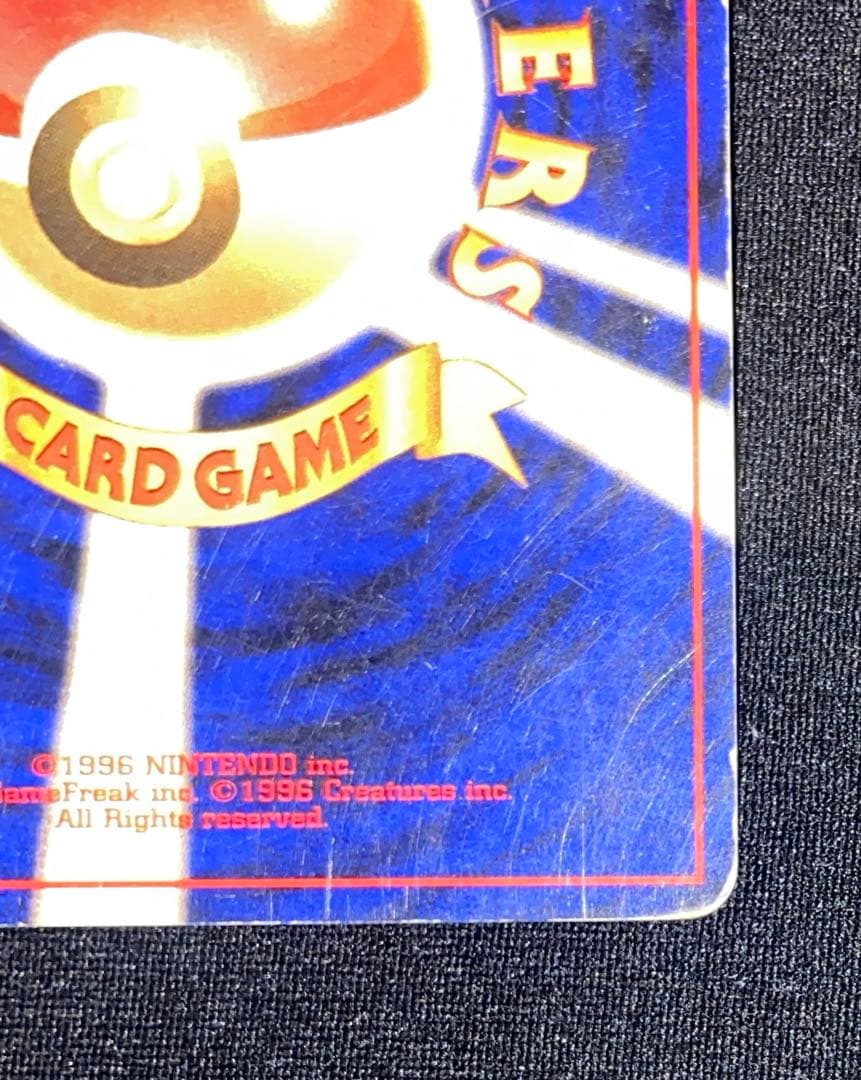 ERS
CARD GAME
©1996 NINTENDO inc.
GameFreak inc. ©1996 Creatures inc.
All Rights reserved.